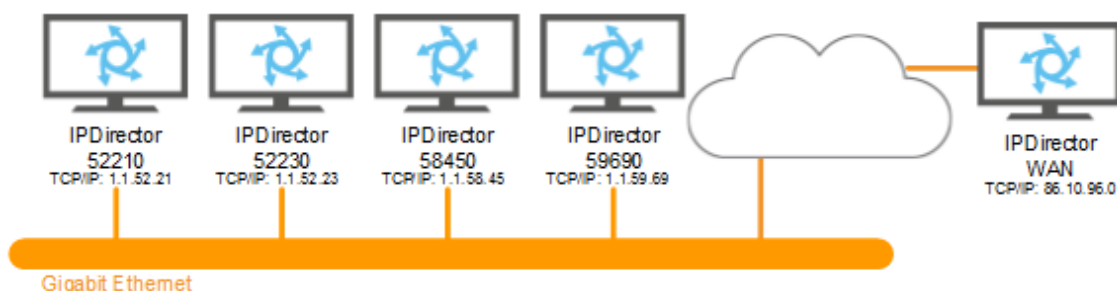 IPDirector
52210
TCP/IP: 1.1.52.21
IPDirector
52230
TCP/IP: 1.1.52.23
IPDirector
58450
TCP/IP: 1.1.58.45
IPDirector
59690
TCP/IP: 1.1.59.69
IPDirector
WAN
TCP/IP: 86.10.96.0
Gigabit Ethernet